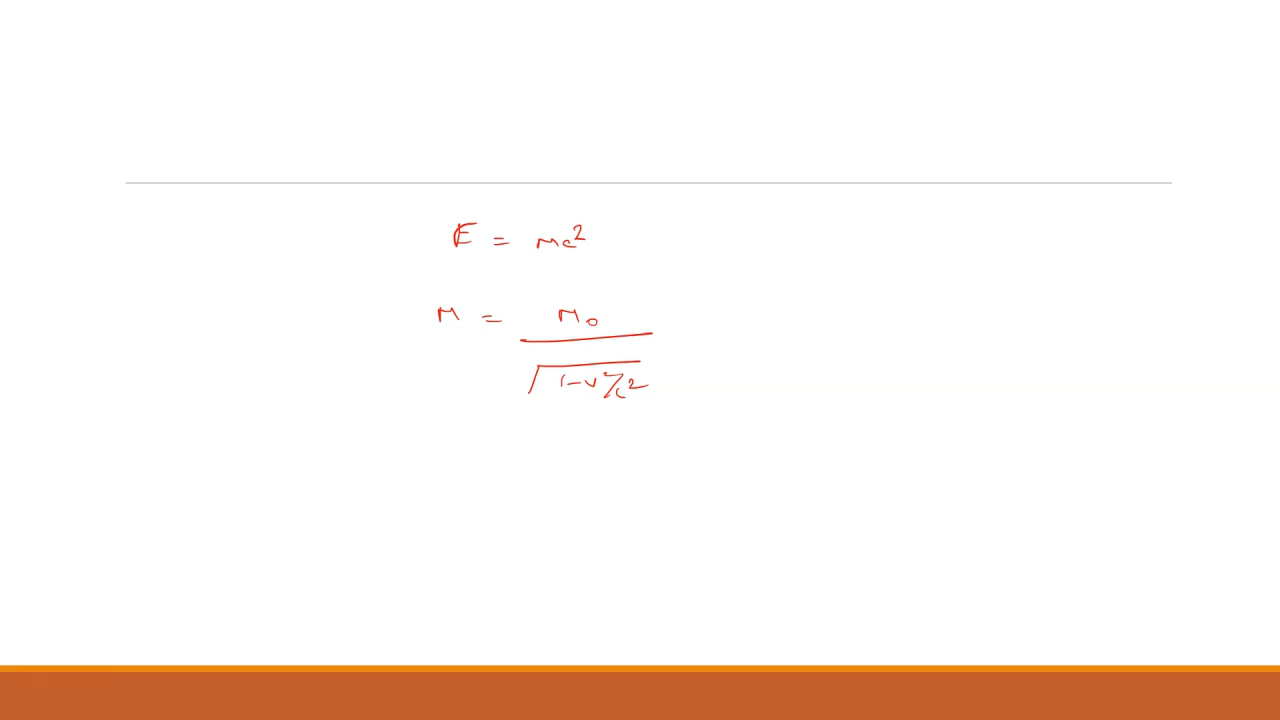 E = mc²
M = M₀
√1-v²/c²